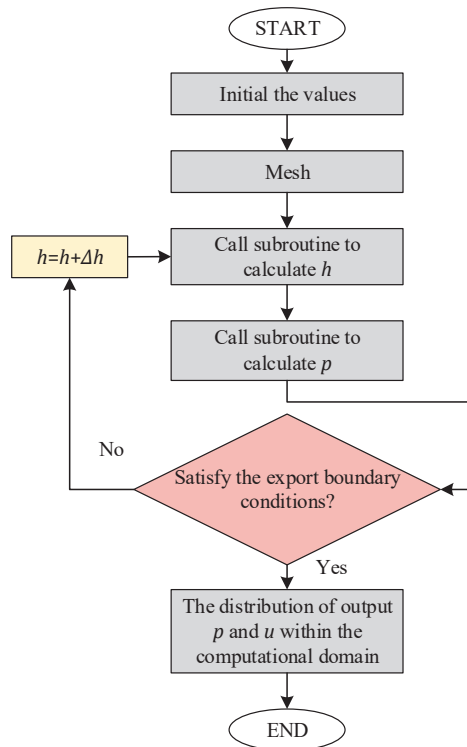 START
Initial the values
Mesh
h=h+Δh
Call subroutine to
calculate h
Call subroutine to
calculate p
No
Satisfy the export boundary
conditions?
Yes
The distribution of output
p and u within the
computational domain
END